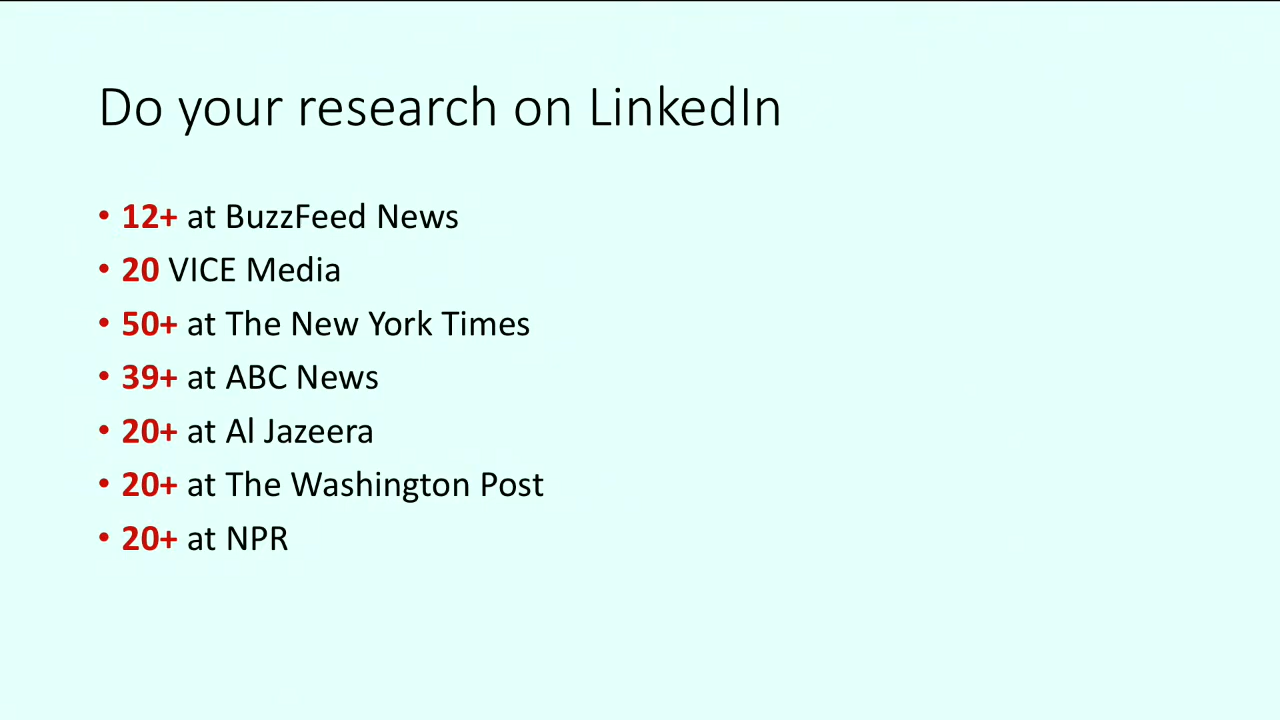 Do your research on LinkedIn
• 12+ at BuzzFeed News
• 20 VICE Media
• 50+ at The New York Times
• 39+ at ABC News
• 20+ at Al Jazeera
• 20+ at The Washington Post
• 20+ at NPR